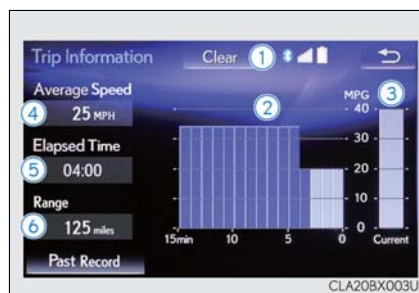 Trip Information
Clear
1
Average Speed
4
25 MPH
Elapsed Time
5
04:00
Range
6
125 miles
Past Record
2
MPG
3
40
30
20
10
0
15min
10
5
0
Current
CLA20BX003U